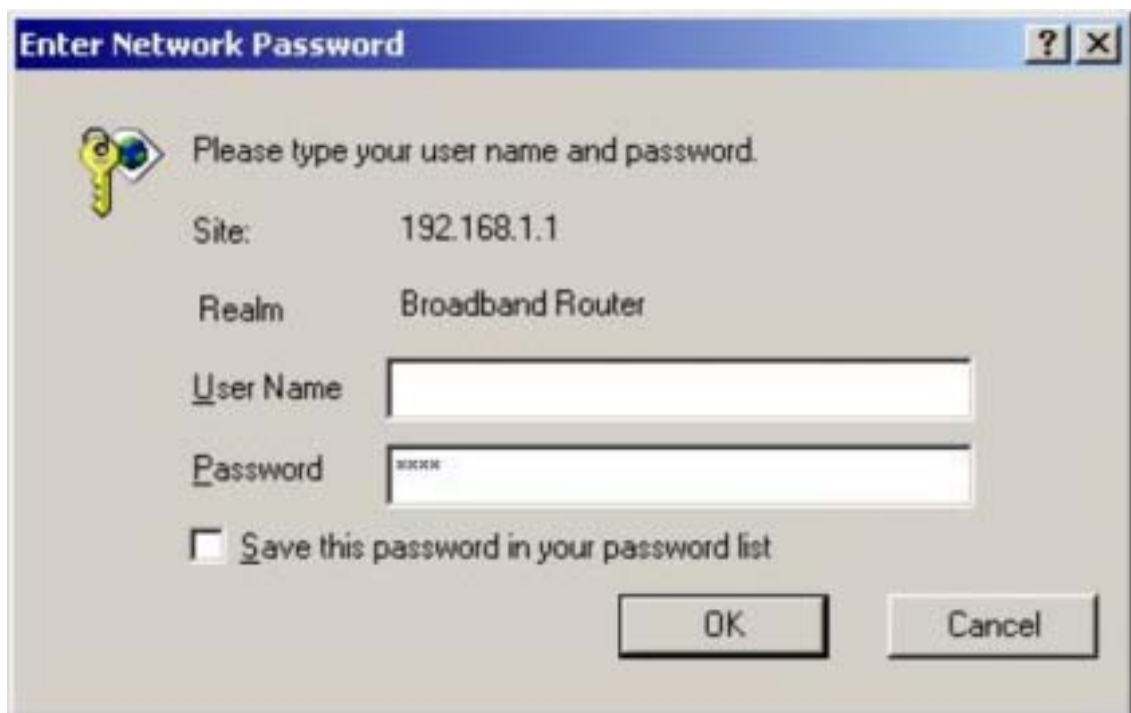 Enter Network Password
Please type your user name and password.
Site: 192.168.1.1
Realm Broadband Router
User Name
Password ××××
Save this password in your password list
OK Cancel